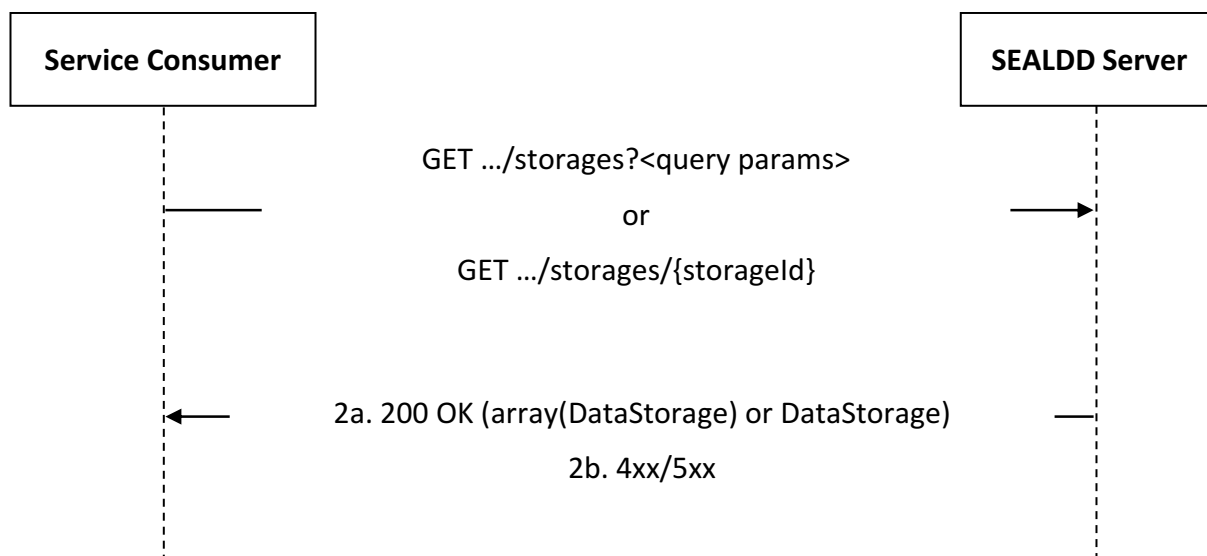 Service Consumer
SEALDD Server
GET .../storages?<query params>
or
GET .../storages/{storageId}
2a. 200 OK (array(DataStorage) or DataStorage)
2b. 4xx/5xx